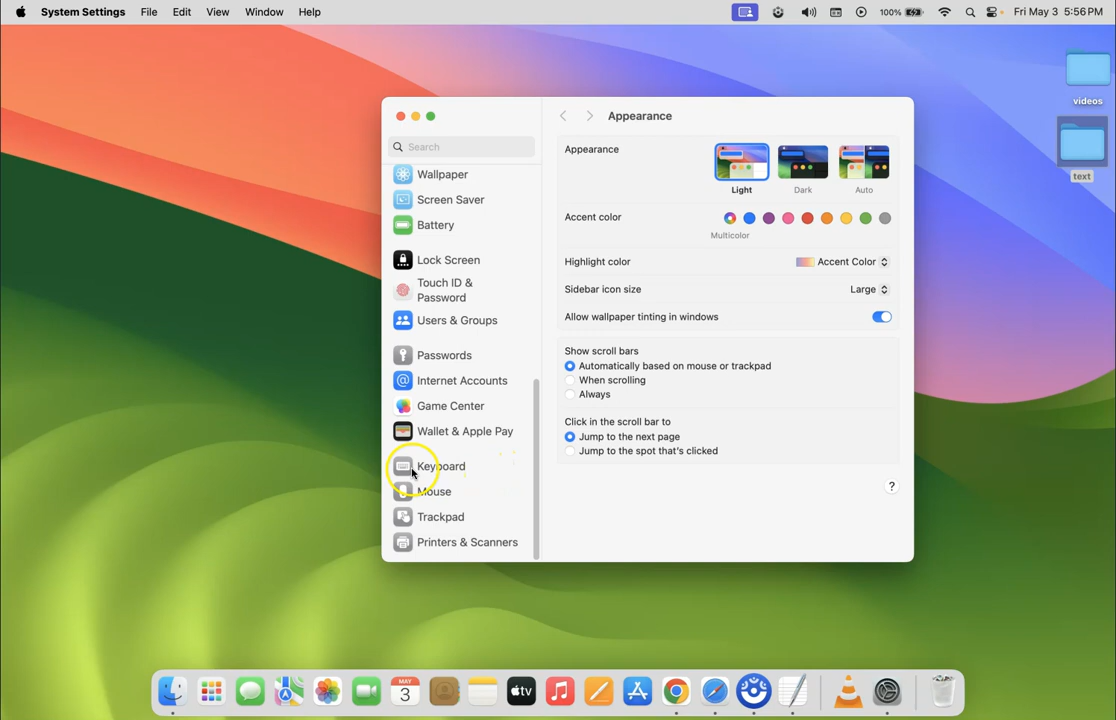 System Settings File Edit View Window Help 100% Fri May 3 5:56 PM
videos
text
Search
Wallpaper
Screen Saver
Battery
Lock Screen
Touch ID &
Password
Users & Groups
Passwords
Internet Accounts
Game Center
Wallet & Apple Pay
Keyboard
Mouse
Trackpad
Printers & Scanners
Appearance
Appearance
Light Dark Auto
Accent color
Multicolor
Highlight color Accent Color
Sidebar icon size Large
Allow wallpaper tinting in windows
Show scroll bars
Automatically based on mouse or trackpad
When scrolling
Always
Click in the scroll bar to
Jump to the next page
Jump to the spot that's clicked
?
MAY
3
tv